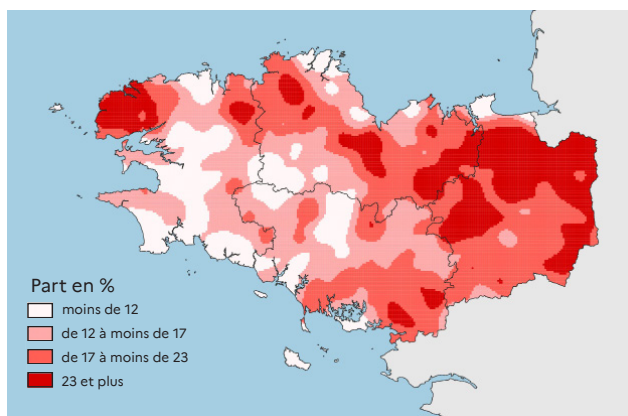 Part en %
moins de 12
de 12 à moins de 17
de 17 à moins de 23
23 et plus